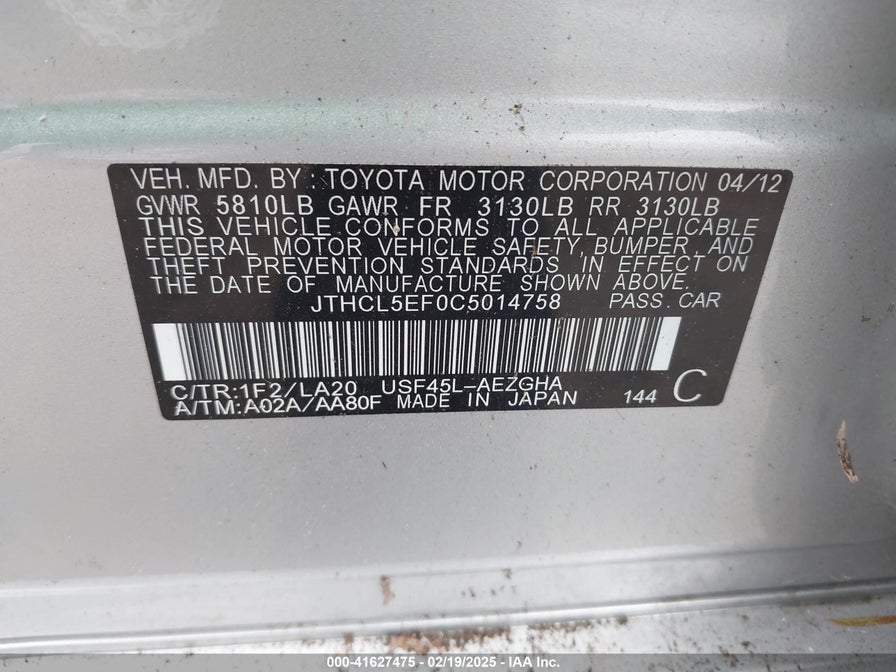 VEH. MFD. BY : TOYOTA MOTOR CORPORATION 04/12
GVWR 5810LB GAWR FR 3130LB RR 3130LB
THIS VEHICLE CONFORMS TO ALL APPLICABLE
FEDERAL MOTOR VEHICLE SAFETY, BUMPER, AND
THEFT PREVENTION STANDARDS IN EFFECT ON
THE DATE OF MANUFACTURE SHOWN ABOVE.
JTHCL5EF0C5014758 PASS. CAR
C/TR:1F2/LA20 USF45L-AEZGHA
A/TM:A02A/AA80F MADE IN JAPAN 144 C
000-41627475 - 02/19/2025 - IAA Inc.